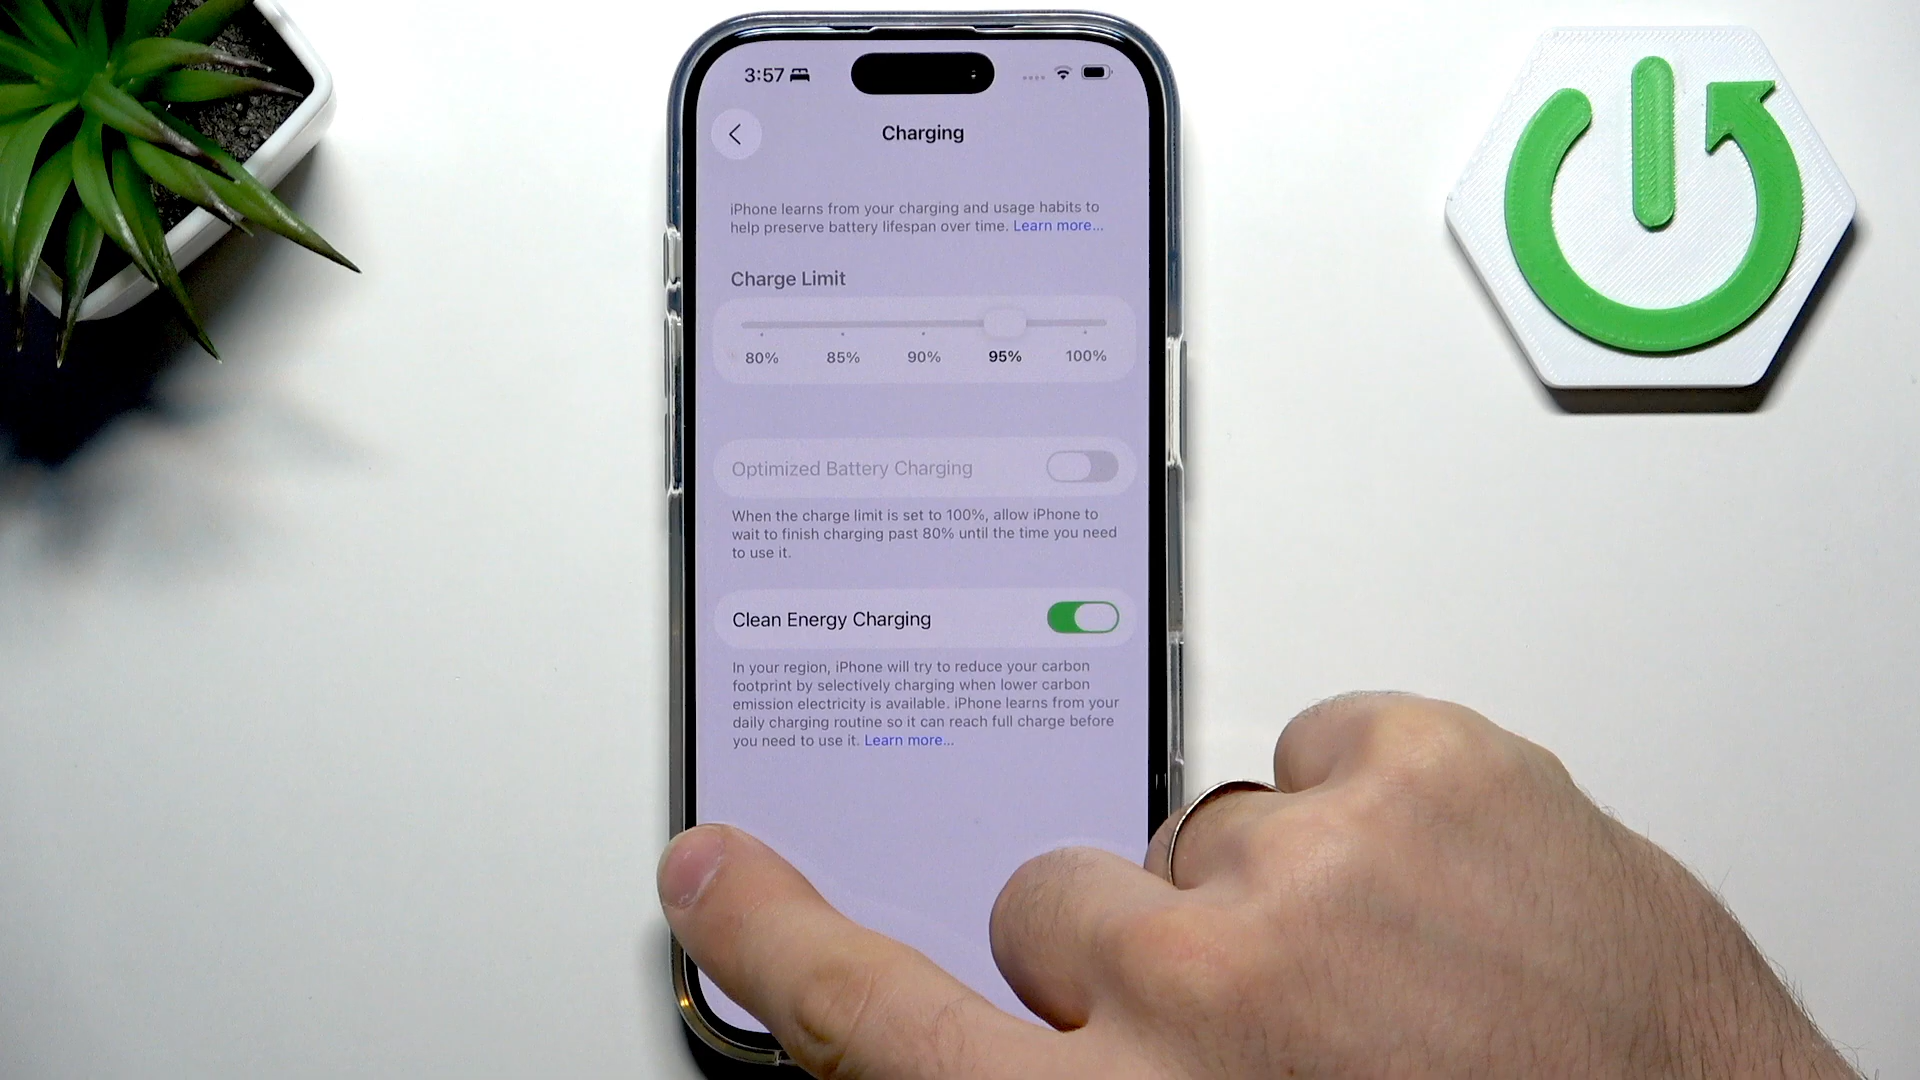 3:57
Charging
iPhone learns from your charging and usage habits to
help preserve battery lifespan over time. Learn more...
Charge Limit
80% 85% 90% 95% 100%
Optimized Battery Charging
When the charge limit is set to 100%, allow iPhone to
wait to finish charging past 80% until the time you need
to use it.
Clean Energy Charging
In your region, iPhone will try to reduce your carbon
footprint by selectively charging when lower carbon
emission electricity is available. iPhone learns from your
daily charging routine so it can reach full charge before
you need to use it. Learn more...